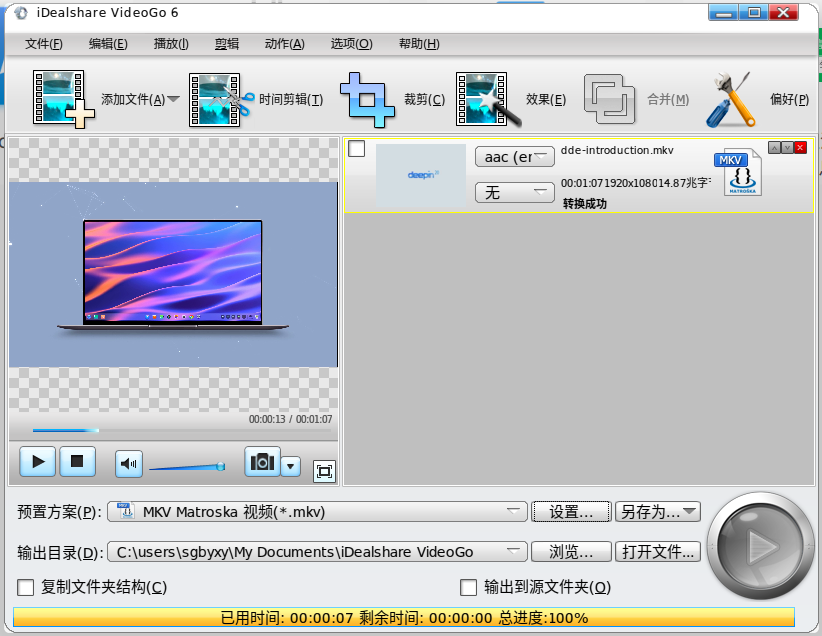 iDealshare VideoGo 6
文件(F) 编辑(E) 播放(I) 剪辑 动作(A) 选项(O) 帮助(H)
添加文件(A) 时间剪辑(T) 裁剪(C) 效果(E) 合并(M) 偏好(P)
deepin
aac (er
无
dde-introduction.mkv
00:01:071920x108014.87兆字
转换成功
MKV
MATROSKA
00:00:13 / 00:01:07
预置方案(P): MKV Matroska 视频(*.mkv) 设置... 另存为...
输出目录(D): C:\users\sgbyxy\My Documents\iDealshare VideoGo 浏览... 打开文件...
复制文件夹结构(C) 输出到源文件夹(O)
已用时间: 00:00:07 剩余时间: 00:00:00 总进度:100%